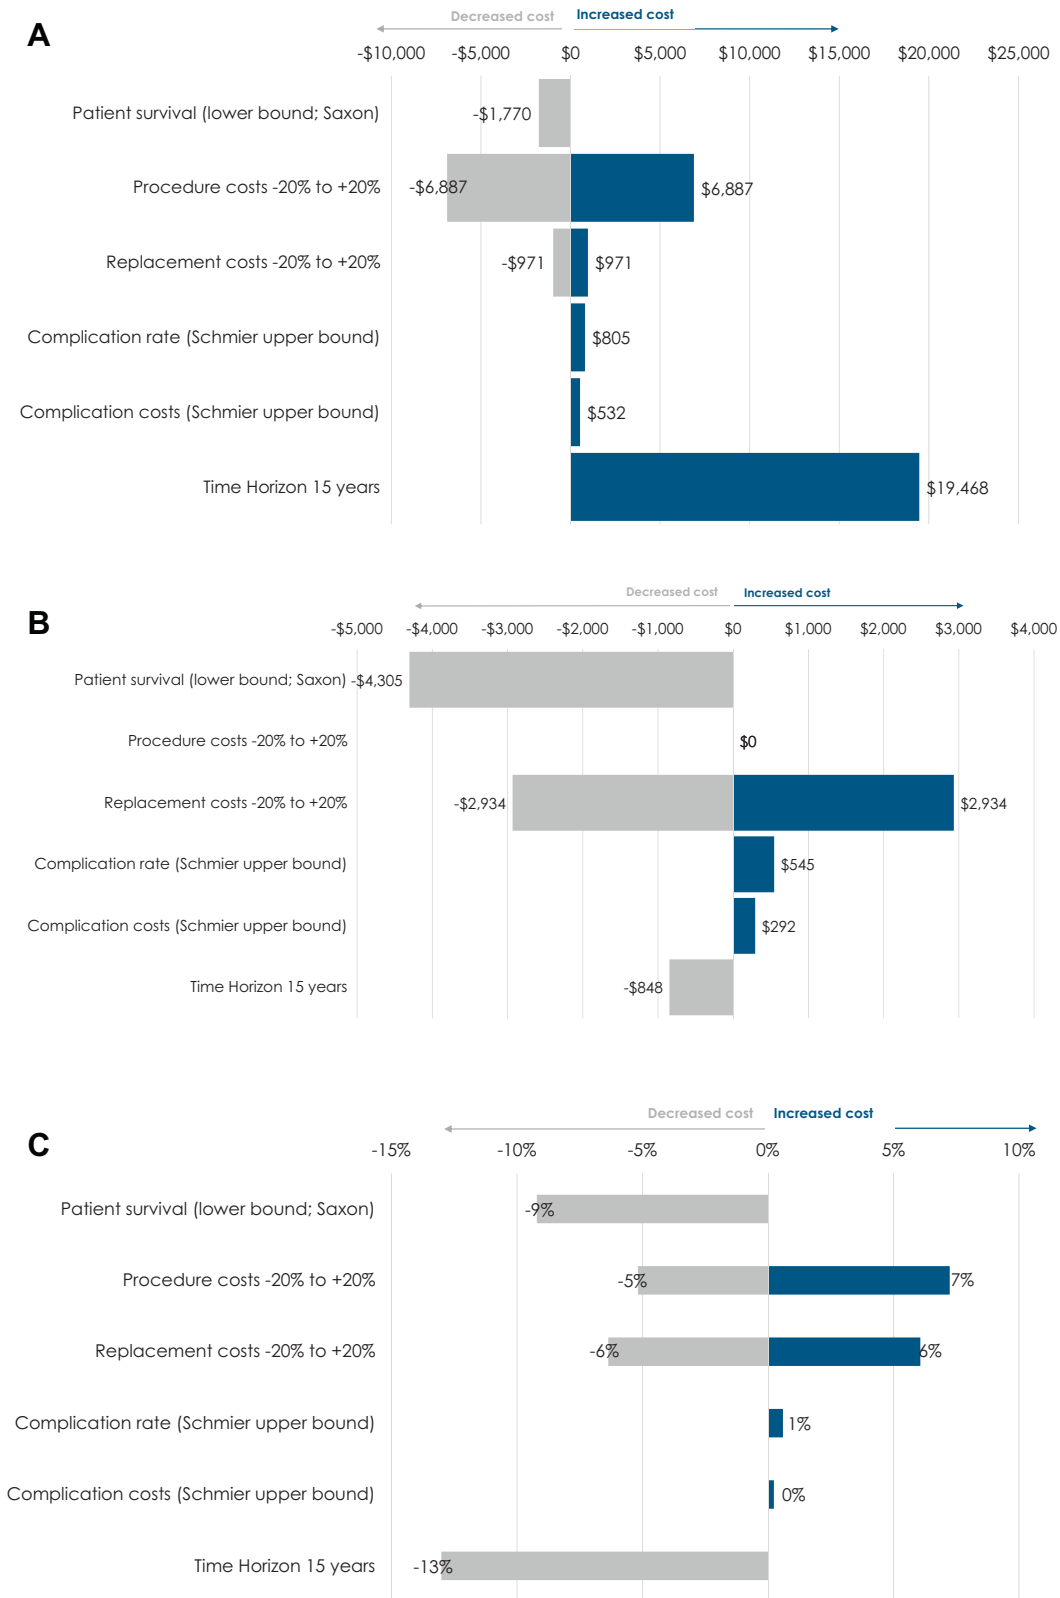 A
Decreased cost Increased cost
-$10,000 -$5,000 $0 $5,000 $10,000 $15,000 $20,000 $25,000
Patient survival (lower bound; Saxon) -$1,770
Procedure costs -20% to +20% -$6,887 $6,887
Replacement costs -20% to +20% -$971 $971
Complication rate (Schmier upper bound) $805
Complication costs (Schmier upper bound) $532
Time Horizon 15 years $19,468
B
Decreased cost Increased cost
-$5,000 -$4,000 -$3,000 -$2,000 -$1,000 $0 $1,000 $2,000 $3,000 $4,000
Patient survival (lower bound; Saxon) -$4,305
Procedure costs -20% to +20% $0
Replacement costs -20% to +20% -$2,934 $2,934
Complication rate (Schmier upper bound) $545
Complication costs (Schmier upper bound) $292
Time Horizon 15 years -$848
C
Decreased cost Increased cost
-15% -10% -5% 0% 5% 10%
Patient survival (lower bound; Saxon) -9%
Procedure costs -20% to +20% -5% 7%
Replacement costs -20% to +20% -6% 6%
Complication rate (Schmier upper bound) 1%
Complication costs (Schmier upper bound) 0%
Time Horizon 15 years -13%